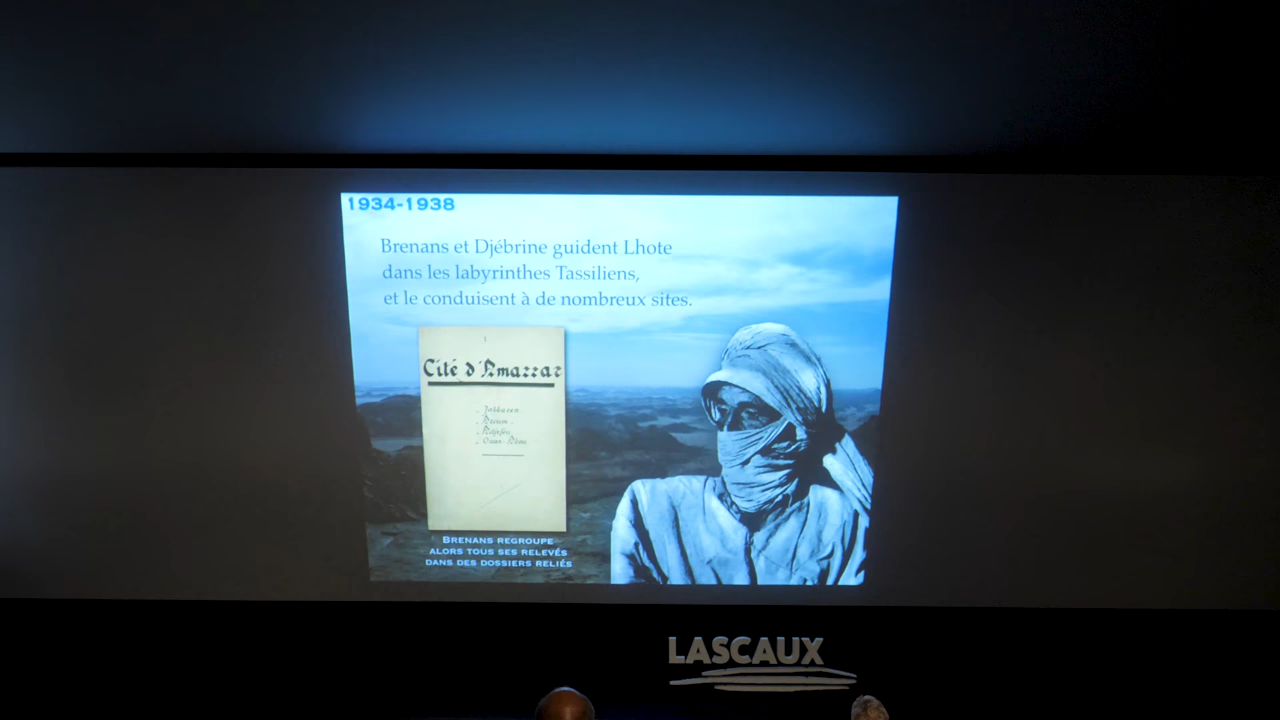 1934-1938
Brenans et Djébrine guident Lhote
dans les labyrinthes Tassiliens,
et le conduisent à de nombreux sites.
1
Cité d'Amazzar
BRENANS REGROUPE
ALORS TOUS SES RELEVÉS
DANS DES DOSSIERS RELIÉS
LASCAUX